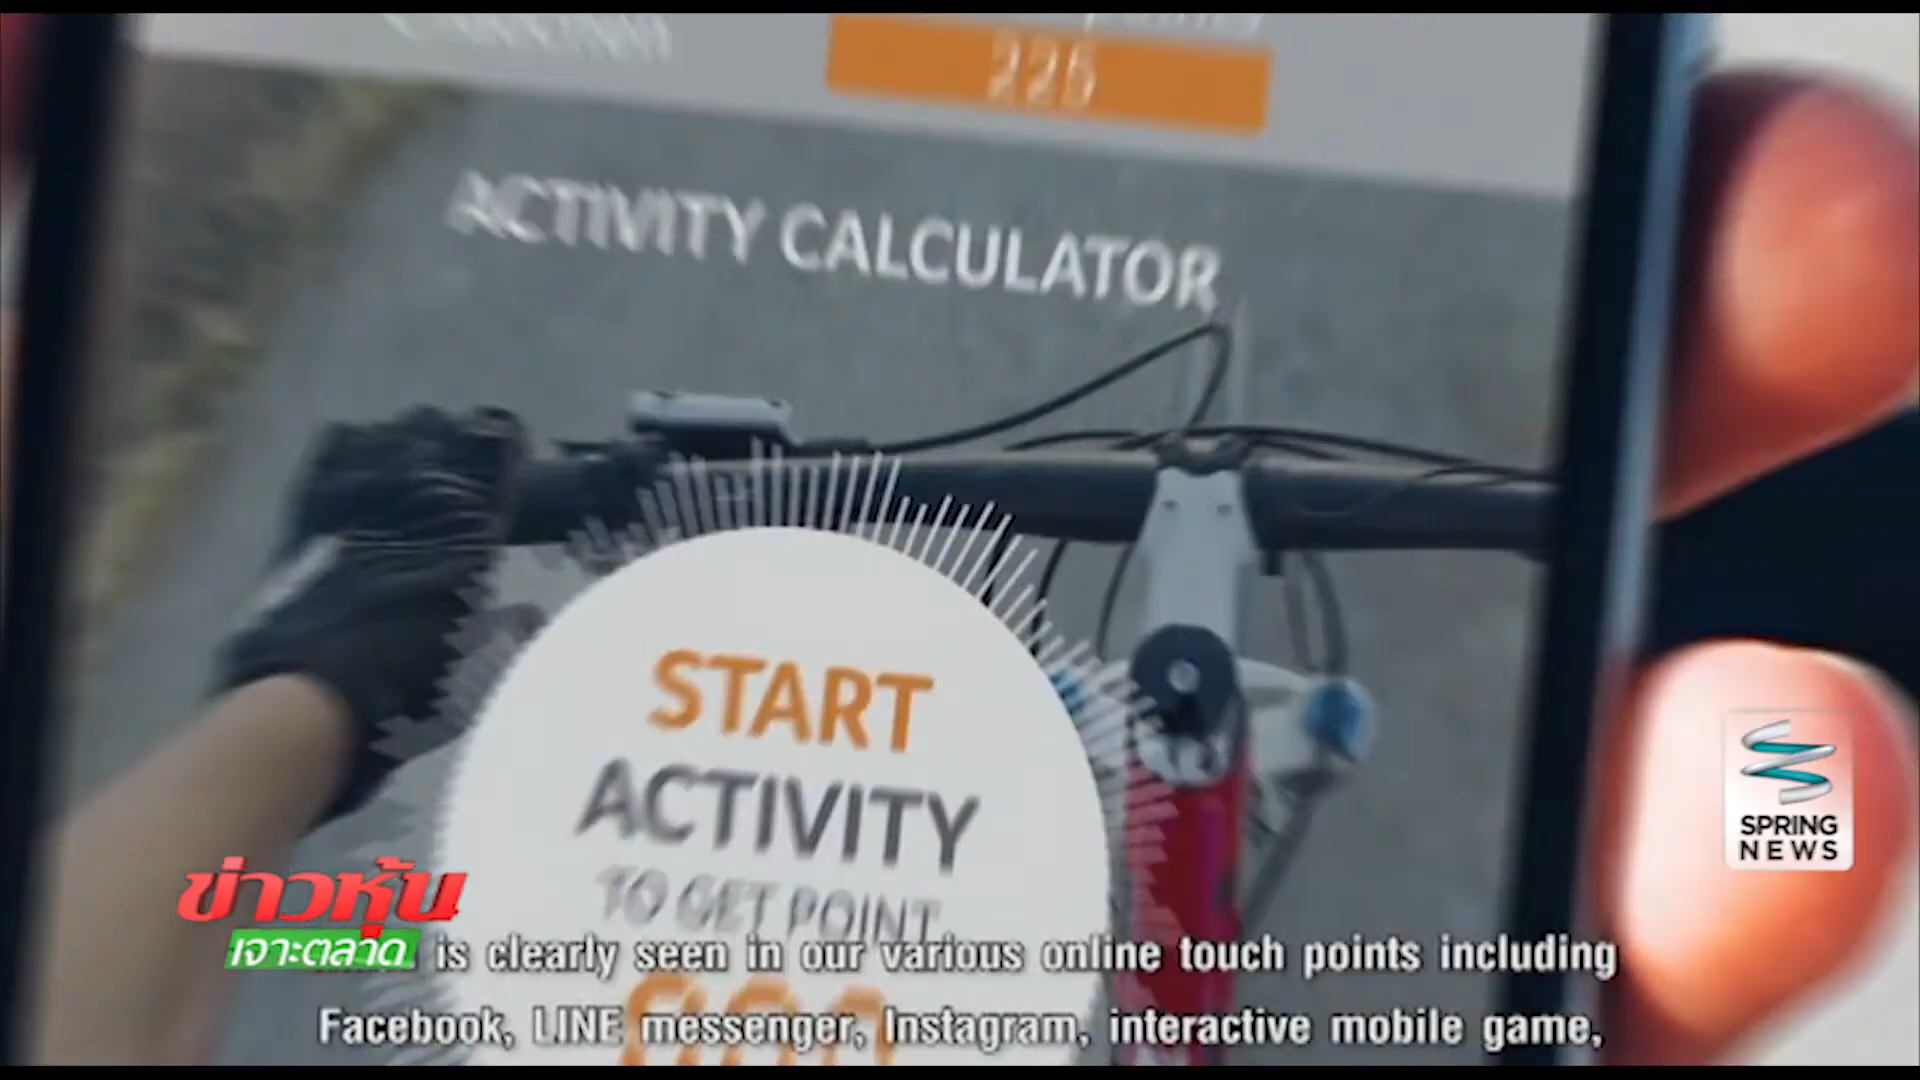 225
ACTIVITY CALCULATOR
START
ACTIVITY
TO GET POINT
SPRING
NEWS
ข่าวหุ้น
เจาะตลาด
is clearly seen in our various online touch points including
Facebook, LINE messenger, Instagram, interactive mobile game,